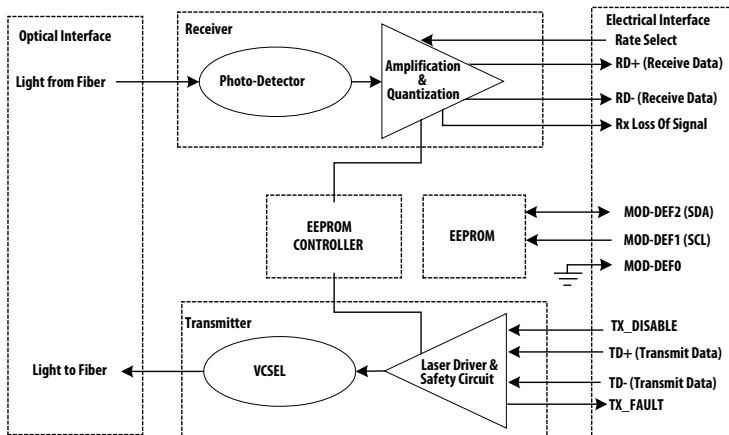 Optical Interface
Receiver
Electrical Interface
Rate Select
Light from Fiber
Photo-Detector
Amplification
&
Quantization
RD+ (Receive Data)
RD- (Receive Data)
Rx Loss Of Signal
EEPROM
CONTROLLER
EEPROM
MOD-DEF2 (SDA)
MOD-DEF1 (SCL)
MOD-DEF0
Transmitter
TX_DISABLE
Light to Fiber
VCSEL
Laser Driver &
Safety Circuit
TD+ (Transmit Data)
TD- (Transmit Data)
TX_FAULT